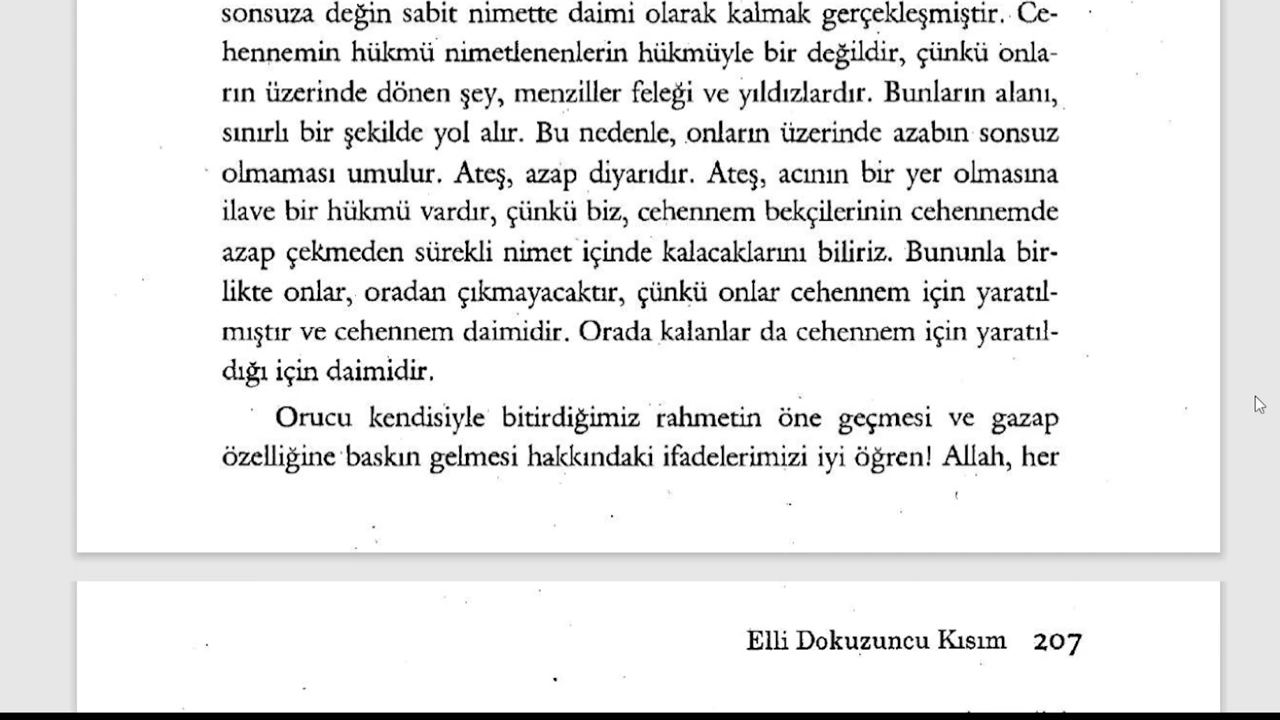 sonsuza değin sabit nimette daimi olarak kalmak gerçekleşmiştir. Ce-
hennemin hükmü nimetlenenlerin hükmüyle bir değildir, çünkü onla-
rın üzerinde dönen şey, menziller feleği ve yıldızlardır. Bunların alanı,
sınırlı bir şekilde yol alır. Bu nedenle, onların üzerinde azabın sonsuz
olmaması umulur. Ateş, azap diyarıdır. Ateş, acının bir yer olmasına
ilave bir hükmü vardır, çünkü biz, cehennem bekçilerinin cehennemde
azap çekmeden sürekli nimet içinde kalacaklarını biliriz. Bununla bir-
likte onlar, oradan çıkmayacaktır, çünkü onlar cehennem için yaratıl-
mıştır ve cehennem daimidir. Orada kalanlar da cehennem için yaratıl-
dığı için daimidir.
Orucu kendisiyle bitirdiğimiz rahmetin öne geçmesi ve gazap
özelliğine baskın gelmesi hakkındaki ifadelerimizi iyi öğren! Allah, her
Elli Dokuzuncu Kısım 207